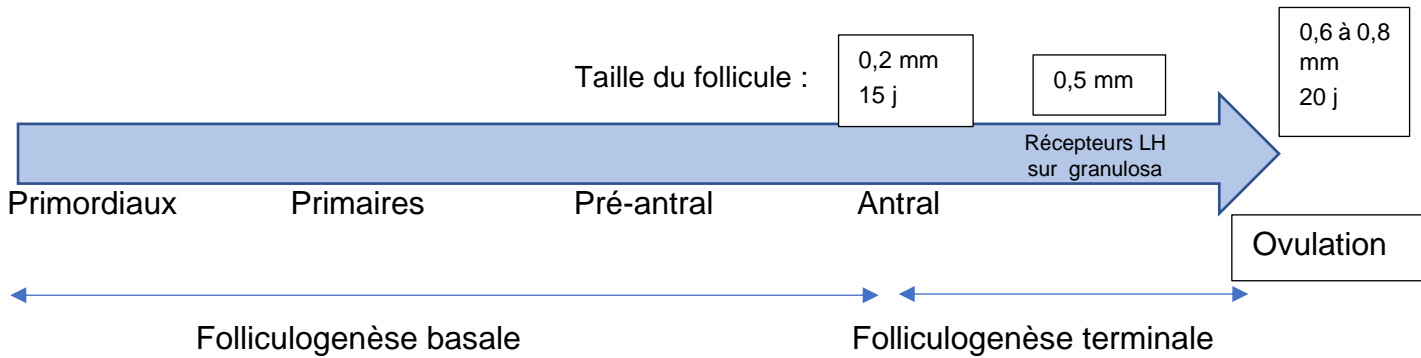 0,6 à 0,8
mm
20 j
Taille du follicule :
0,2 mm
15 j
0,5 mm
Récepteurs LH
sur granulosa
Primordiaux
Primaires
Pré-antral
Antral
Ovulation
Folliculogenèse basale
Folliculogenèse terminale